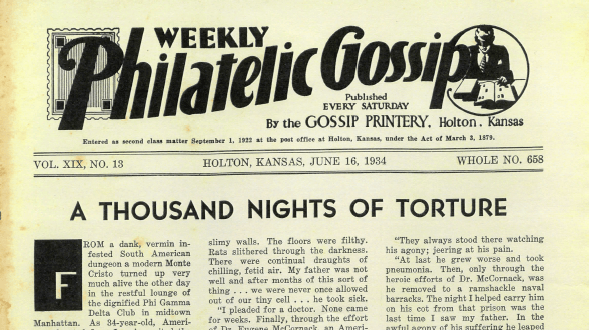 WEEKLY
Philatelic Gossip
Published
EVERY SATURDAY
By the GOSSIP PRINTERY, Holton, Kansas
Entered as second class matter September 1, 1922 at the post office at Holton, Kansas, under the Act of March 3, 1879.
VOL. XIX, NO. 13 HOLTON, KANSAS, JUNE 16, 1934 WHOLE NO. 658
A THOUSAND NIGHTS OF TORTURE
FROM a dank, vermin in-
fested South American
dungeon a modern Monte
Cristo turned up very
much alive the other day
in the restful lounge of
the dignified Phi Gamma
Delta Club in midtown
Manhattan. As 34-year-old, Ameri-
slimy walls. The floors were filthy.
Rats slithered through the darkness.
There were continual draughts of
chilling, fetid air. My father was not
well and after months of this sort of
thing . . . we were never once allowed
out of our tiny cell . . . he took sick.
"I pleaded for a doctor. None came
for weeks. Finally, through the effort
of Dr. Eugene McCornack, an Ameri-
"They always stood there watching
his agony; jeering at his pain.
"At last he grew worse and took
pneumonia. Then, only through the
heroic efforts of Dr. McCornack, was
he removed to a ramshackle naval
barracks. The night I helped carry him
on his cot from that prison was the
last time I saw my father. In the
awful agony of his suffering he leaped